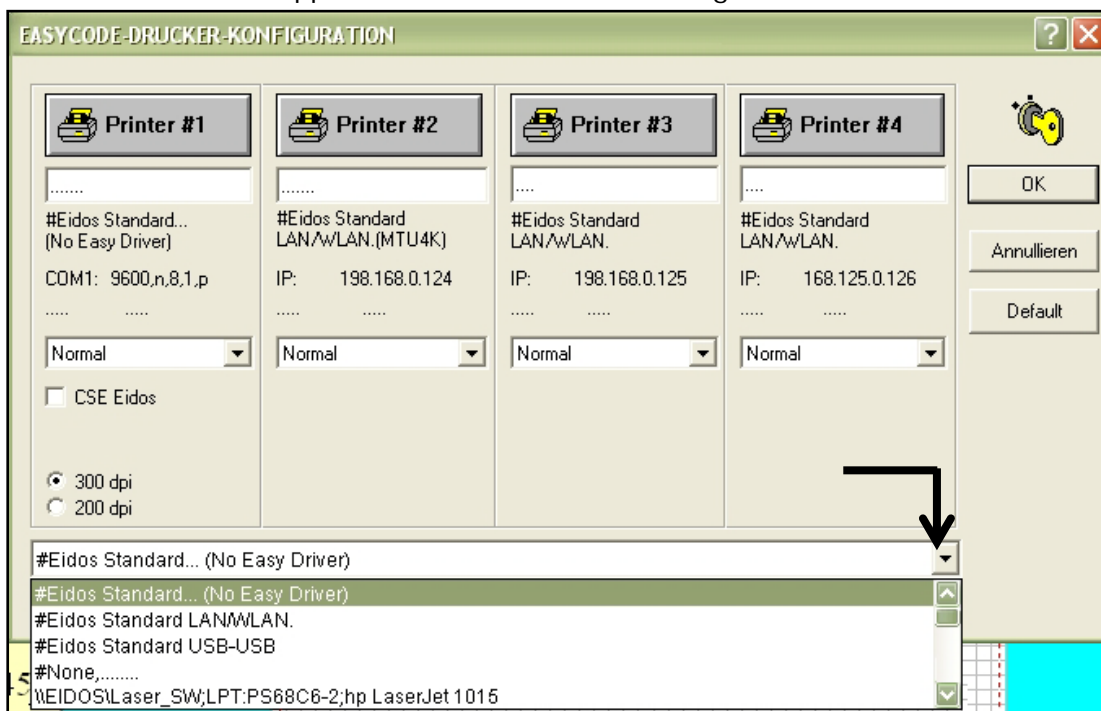 EASYCODE-DRUCKER-KONFIGURATION
Printer #1
.......
#Eidos Standard...
(No Easy Driver)
COM1: 9600,n,8,1,p
..... .....
Normal
CSE Eidos
300 dpi
200 dpi
Printer #2
.......
#Eidos Standard
LAN/WLAN.(MTU4K)
IP: 198.168.0.124
..... .....
Normal
Printer #3
....
#Eidos Standard
LAN/WLAN.
IP: 198.168.0.125
..... .....
Normal
Printer #4
....
#Eidos Standard
LAN/WLAN.
IP: 168.125.0.126
..... .....
Normal
OK
Annullieren
Default
#Eidos Standard... (No Easy Driver)
#Eidos Standard... (No Easy Driver)
#Eidos Standard LAN/WLAN.
#Eidos Standard USB-USB
#None,........
\\EIDOS\Laser_SW;LPT:PS68C6-2;hp LaserJet 1015